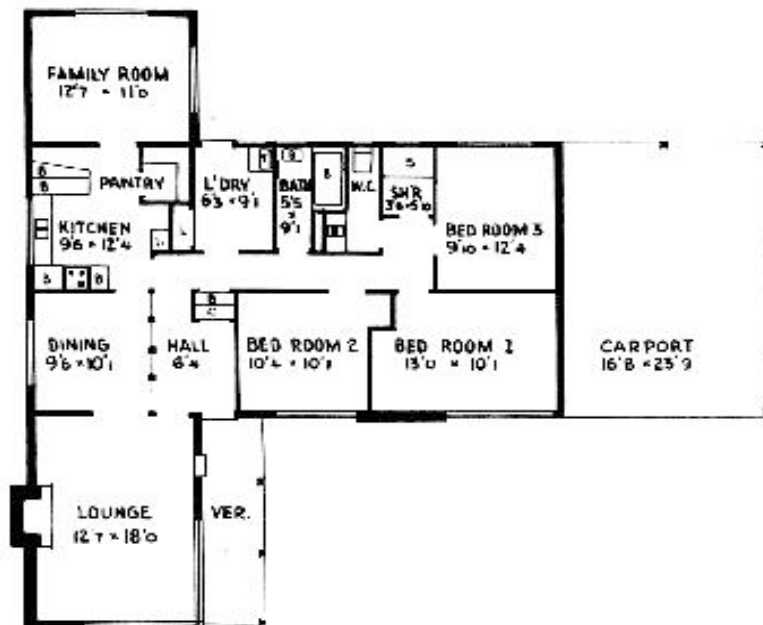 FAMILY ROOM
12'7 × 11'0
PANTRY
L'DRY
6'3 × 9'1
BATH
5'5
×
9'1
B
W.C.
S
SH'R
3'6 × 5'10
BED ROOM 3
9'10 × 12'4
B
B
KITCHEN
9'6 × 12'4
L
B
B
DINING
9'6 × 10'1
HALL
6'4
B
C
BED ROOM 2
10'4 × 10'1
BED ROOM 1
13'0 × 10'1
CARPORT
16'8 × 23'9
LOUNGE
12'7 × 18'0
VER.